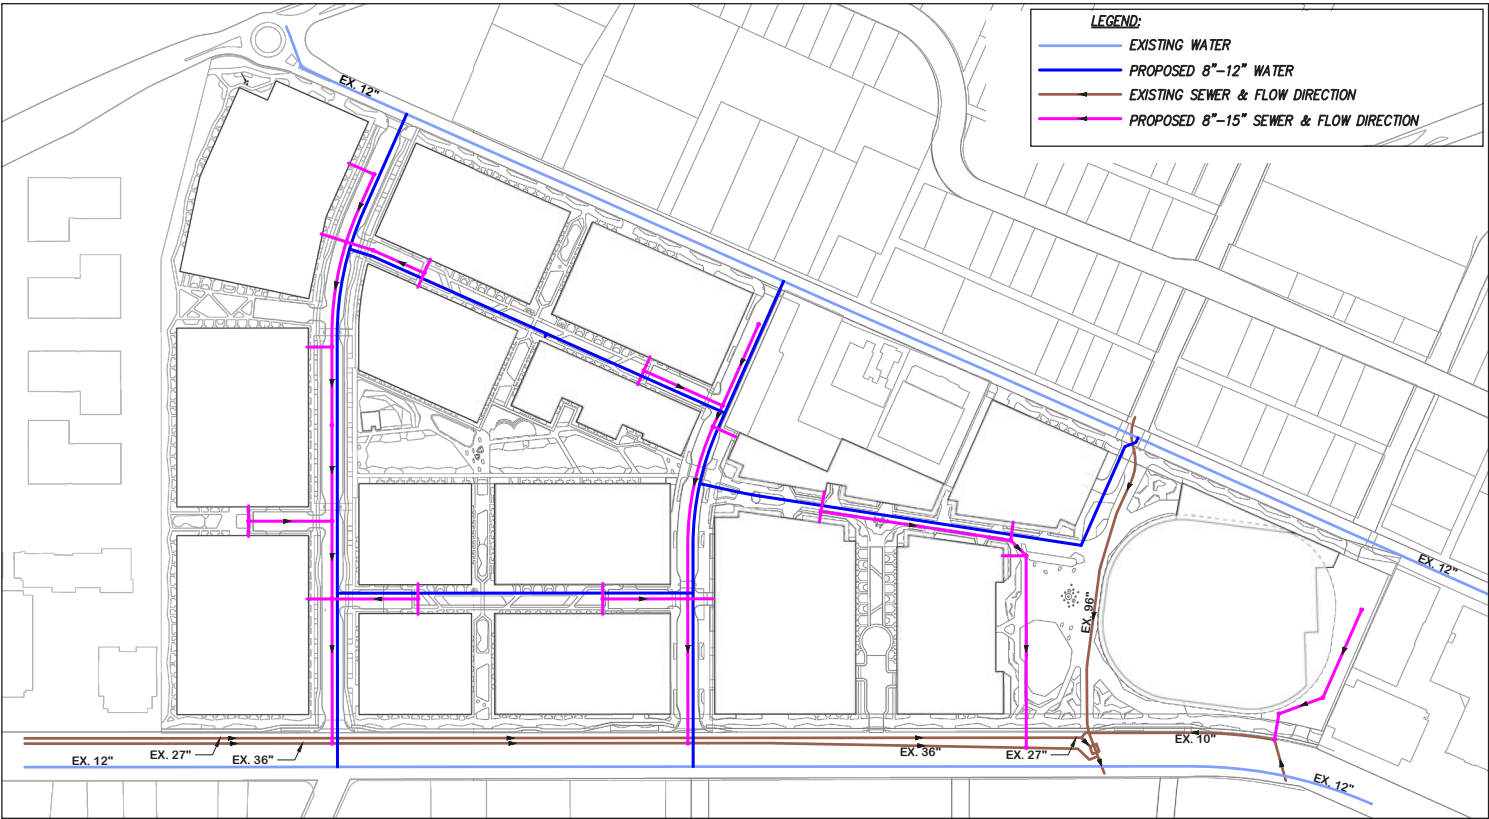 LEGEND:
EXISTING WATER
PROPOSED 8"-12" WATER
EXISTING SEWER & FLOW DIRECTION
PROPOSED 8"-15" SEWER & FLOW DIRECTION
EX. 12"
EX. 12"
EX. 96"
EX. 10"
EX. 12"
EX. 27"
EX. 36"
EX. 36"
EX. 27"
EX. 12"